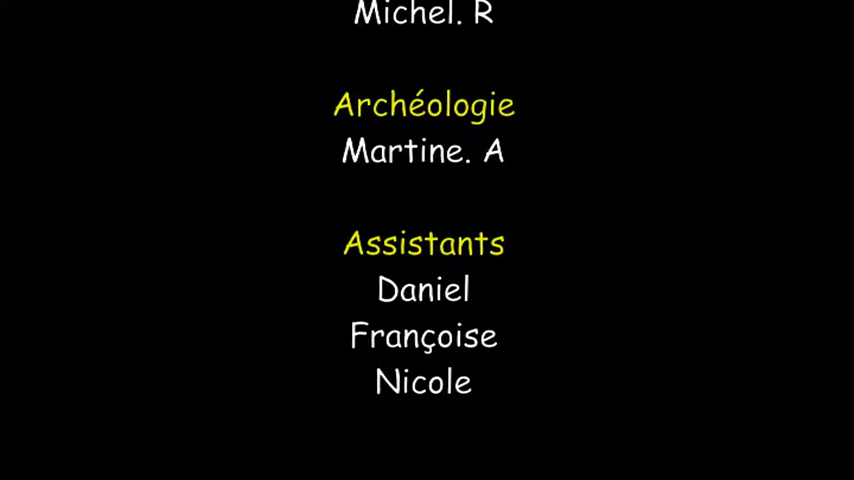 Michel. R
Archéologie
Martine. A
Assistants
Daniel
Françoise
Nicole